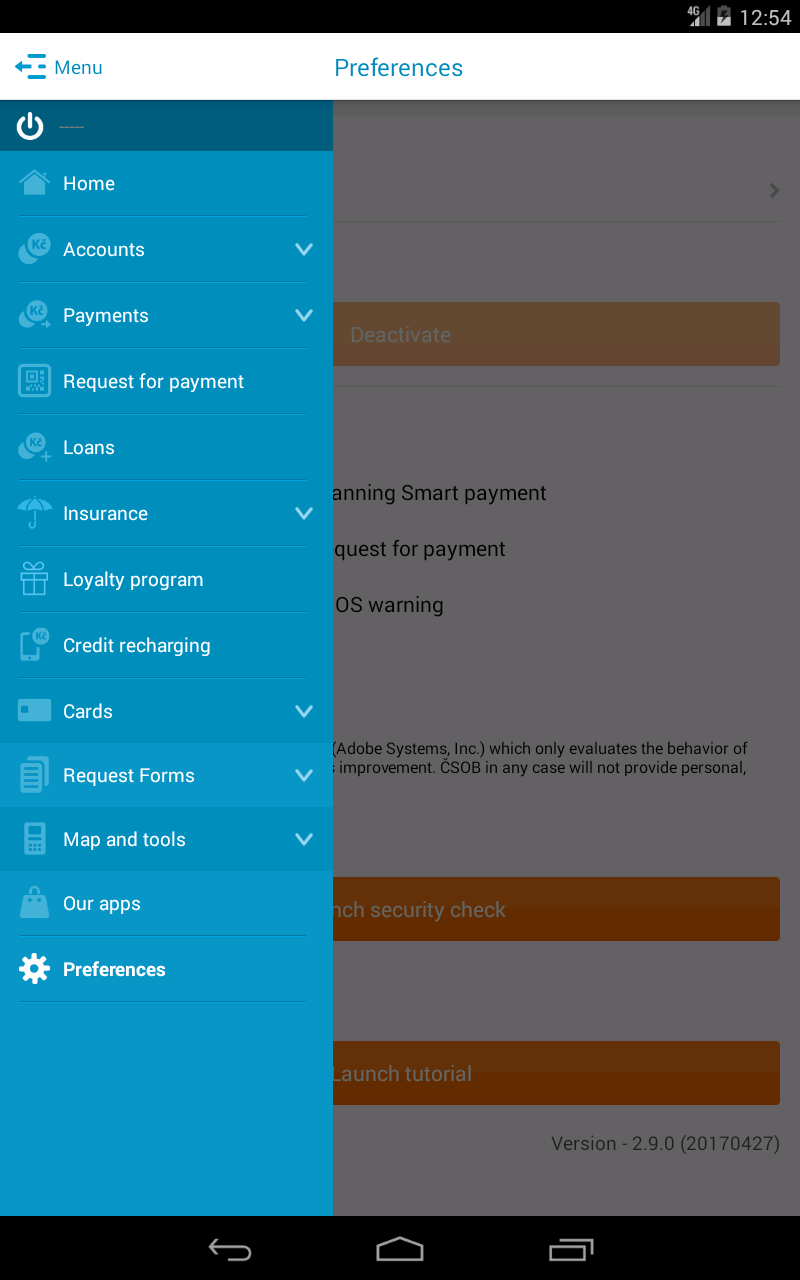 4G 12:54
Menu Preferences
-----
Home
Accounts
Deactivate
Payments
Request for payment
Loans
anning Smart payment
Insurance
quest for payment
Loyalty program
OS warning
Credit recharging
Cards
(Adobe Systems, Inc.) which only evaluates the behavior of
improvement. ČSOB in any case will not provide personal,
Request Forms
Map and tools
Our apps
nch security check
Preferences
Launch tutorial
Version - 2.9.0 (20170427)